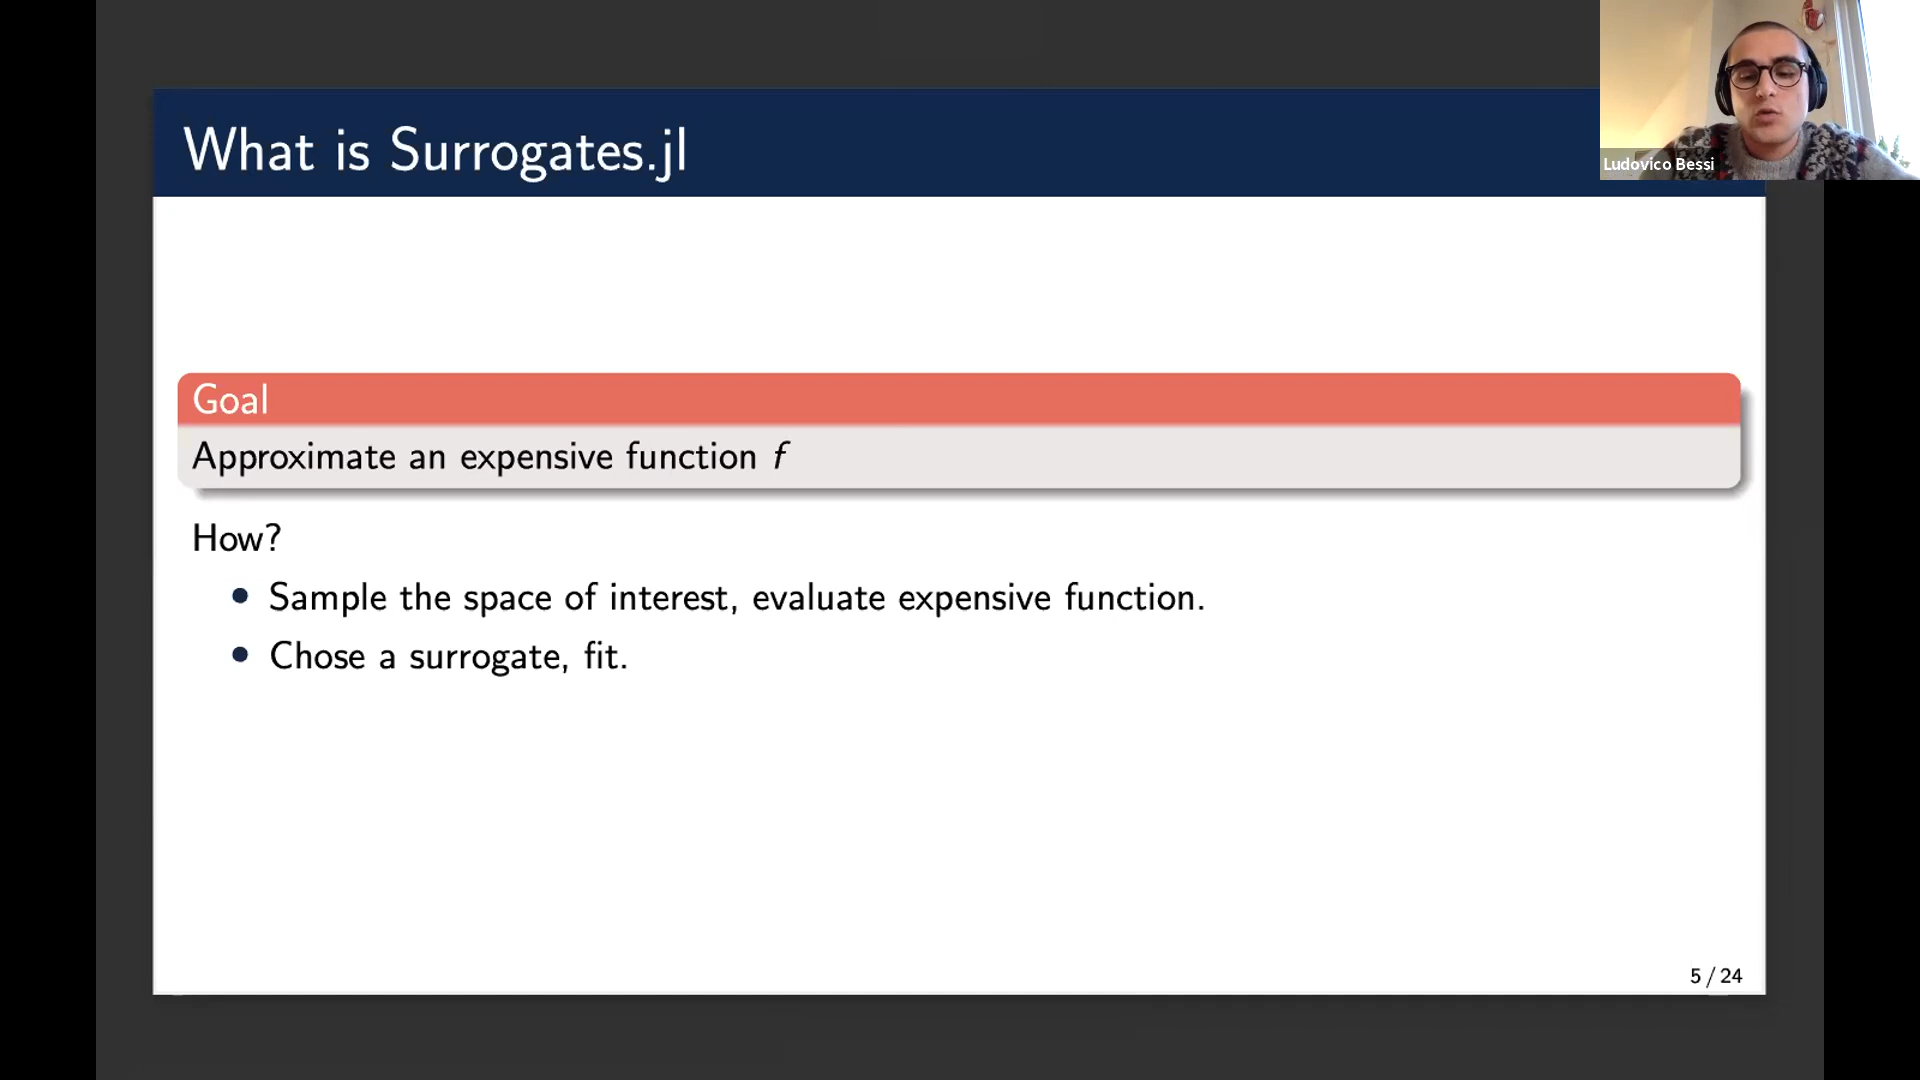 What is Surrogates.jl
Ludovico Bessi
Goal
Approximate an expensive function f
How?
• Sample the space of interest, evaluate expensive function.
• Chose a surrogate, fit.
5 / 24